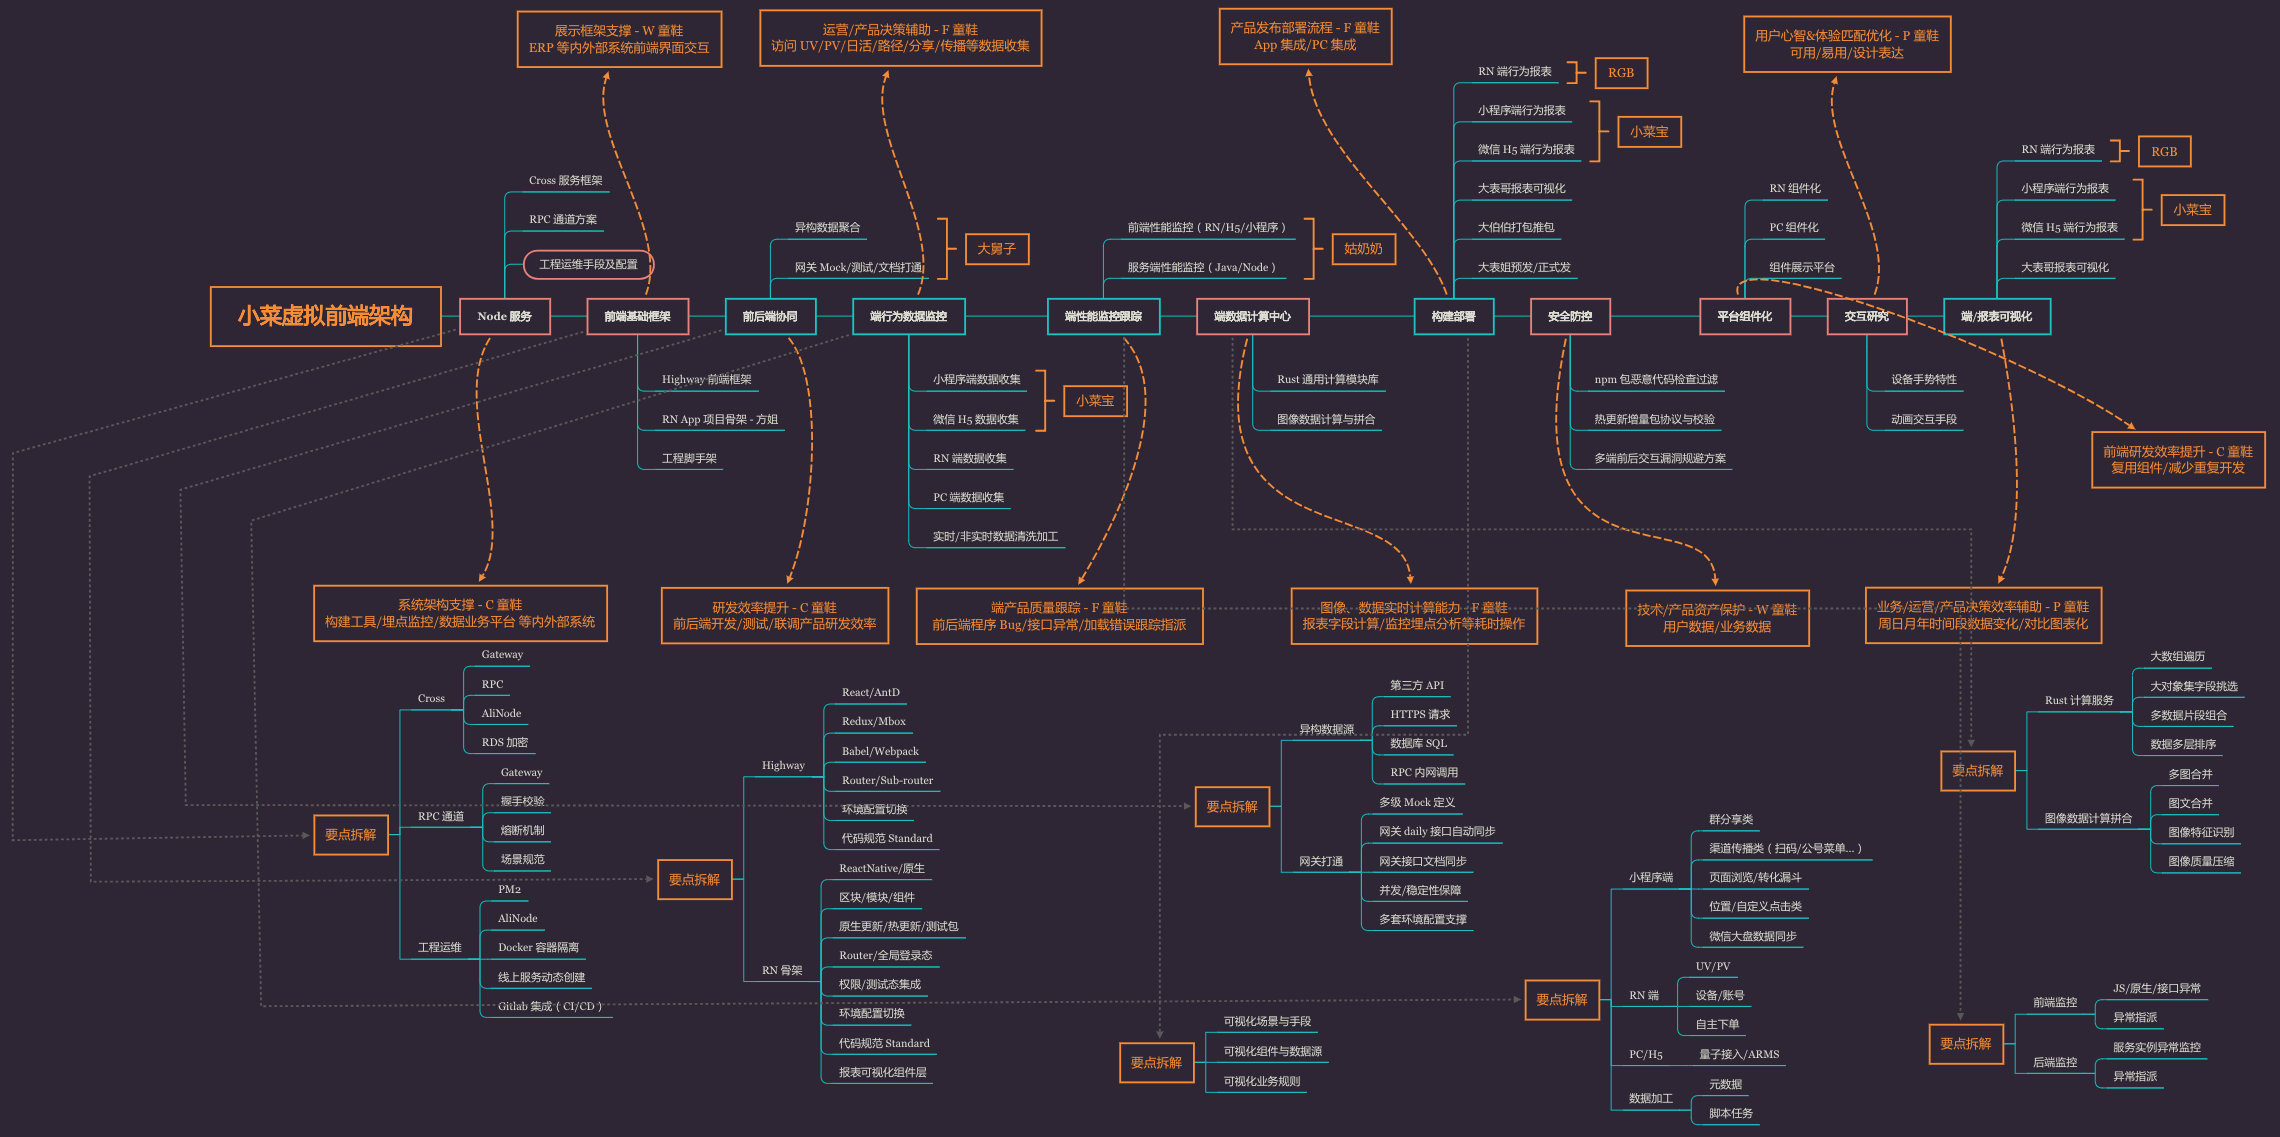 展示框架支撑 - W 童鞋
ERP 等内外部系统前端界面交互
运营/产品决策辅助 - F 童鞋
访问 UV/PV/日活/路径/分享/传播等数据收集
产品发布部署流程 - F 童鞋
App 集成/PC 集成
用户心智&体验匹配优化 - P 童鞋
可用/易用/设计表达
Cross 服务框架
RPC 通道方案
工程运维手段及配置
异构数据聚合
网关 Mock/测试/文档打通
大舅子
前端性能监控（RN/H5/小程序）
服务端性能监控（Java/Node）
姑奶奶
RN 端行为报表
RGB
小程序端行为报表
微信 H5 端行为报表
小菜宝
大表哥报表可视化
大伯伯打包推包
大表姐预发/正式发
RN 组件化
PC 组件化
组件展示平台
RN 端行为报表
RGB
小程序端行为报表
微信 H5 端行为报表
小菜宝
大表哥报表可视化
小菜虚拟前端架构
Node 服务
前端基础框架
前后端协同
端行为数据监控
端性能监控跟踪
端数据计算中心
构建部署
安全防控
平台组件化
交互研究
端/报表可视化
Highway 前端框架
RN App 项目骨架 - 方姐
工程脚手架
小程序端数据收集
微信 H5 数据收集
小菜宝
RN 端数据收集
PC 端数据收集
实时/非实时数据清洗加工
Rust 通用计算模块库
图像数据计算与拼合
npm 包恶意代码检查过滤
热更新增量包协议与校验
多端前后交互漏洞规避方案
设备手势特性
动画交互手段
前端研发效率提升 - C 童鞋
复用组件/减少重复开发
系统架构支撑 - C 童鞋
构建工具/埋点监控/数据业务平台 等内外部系统
研发效率提升 - C 童鞋
前后端开发/测试/联调产品研发效率
端产品质量跟踪 - F 童鞋
前后端程序 Bug/接口异常/加载错误跟踪指派
图像、数据实时计算能力 - F 童鞋
报表字段计算/监控埋点分析等耗时操作
技术/产品资产保护 - W 童鞋
用户数据/业务数据
业务/运营/产品决策效率辅助 - P 童鞋
周日月年时间段数据变化/对比图表化
要点拆解
Cross
Gateway
RPC
AliNode
RDS 加密
RPC 通道
Gateway
握手校验
熔断机制
场景规范
工程运维
PM2
AliNode
Docker 容器隔离
线上服务动态创建
Gitlab 集成（CI/CD）
要点拆解
Highway
React/AntD
Redux/Mbox
Babel/Webpack
Router/Sub-router
环境配置切换
代码规范 Standard
RN 骨架
ReactNative/原生
区块/模块/组件
原生更新/热更新/测试包
Router/全局登录态
权限/测试态集成
环境配置切换
代码规范 Standard
报表可视化组件层
要点拆解
异构数据源
第三方 API
HTTPS 请求
数据库 SQL
RPC 内网调用
网关打通
多级 Mock 定义
网关 daily 接口自动同步
网关接口文档同步
并发/稳定性保障
多套环境配置支撑
要点拆解
可视化场景与手段
可视化组件与数据源
可视化业务规则
要点拆解
小程序端
群分享类
渠道传播类（扫码/公号菜单...）
页面浏览/转化漏斗
位置/自定义点击类
微信大盘数据同步
RN 端
UV/PV
设备/账号
自主下单
PC/H5
量子接入/ARMS
数据加工
元数据
脚本任务
要点拆解
Rust 计算服务
大数组遍历
大对象集字段挑选
多数据片段组合
数据多层排序
图像数据计算拼合
多图合并
图文合并
图像特征识别
图像质量压缩
要点拆解
前端监控
JS/原生/接口异常
异常指派
后端监控
服务实例异常监控
异常指派